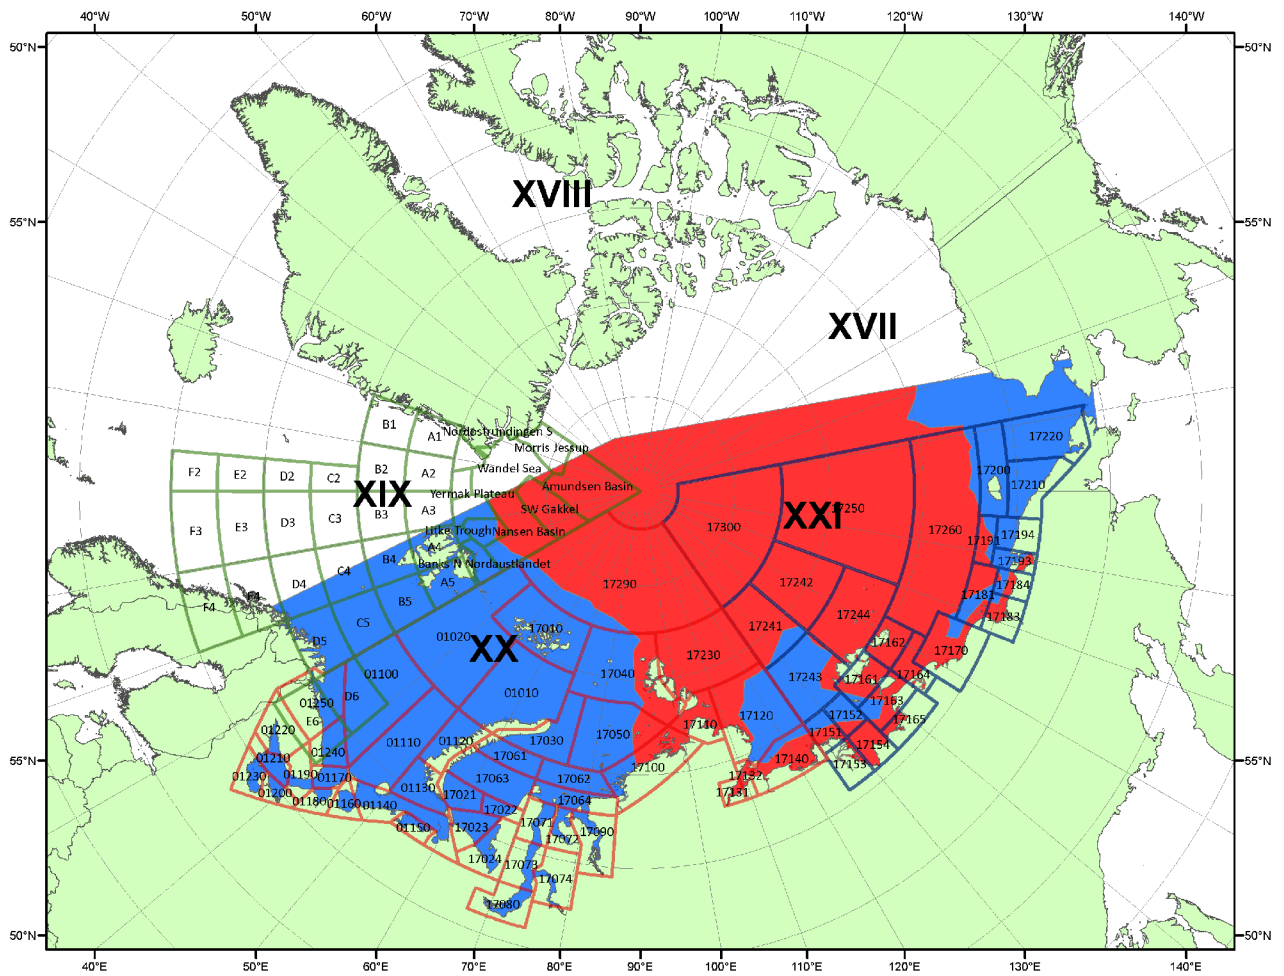 40°W 50°W 60°W 70°W 80°W 90°W 100°W 110°W 120°W 130°W 140°W
50°N 50°N
XVIII
55°N 55°N
XVII
B1 A1 Nordostrundingen S
Morris Jessup
F2 E2 D2 C2 B2 A2 Wandel Sea
XIX
Yermak Plateau Amundsen Basin
F3 E3 D3 C3 B3 A3 SW Gakkel
Litke Trough Nansen Basin
A4 Banks N Nordaustlandet
F4 F4 D4 C4 B4 A5
D5 C5 B5
XXI
17220
17200 17210
17300 17250 17260 17191 17194
17193
17290 17242 17181 17184
17241 17244 17183
01020 17010 17230 17162 17170
XX
01100 17040 17243 17161 17164
D6 01010 17163
01250 E6 17120 17152 17165
01220 17110 17151
01110 01120 17030 17050 17154
01210 01240 17061 17140 17153
01230 01190 01170 17063 17062 17100 17132
01200 01180 01160 01140 01130 17021 17064 17131
17022
01150 17023 17071 17072 17090
17024 17073
17074
17080
55°N 55°N
50°N 50°N
40°E 50°E 60°E 70°E 80°E 90°E 100°E 110°E 120°E 130°E 140°E